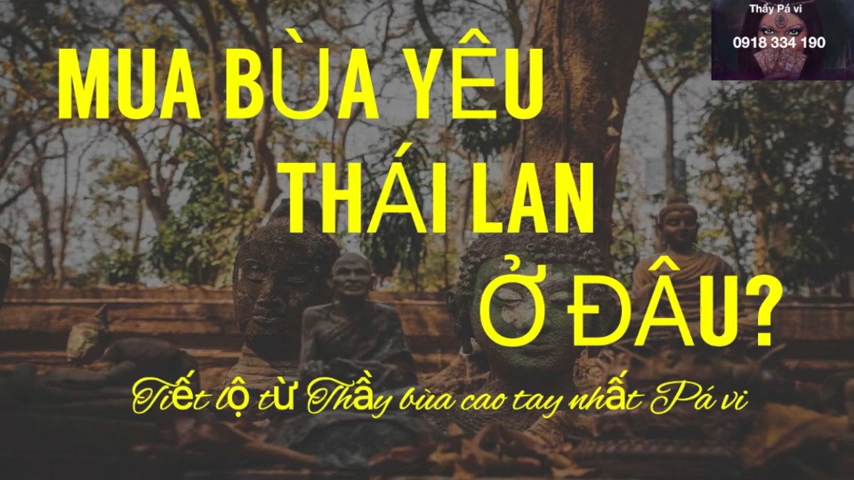 Thầy Pá vi
0918 334 190
MUA BÙA YÊU
THÁI LAN
Ở ĐÂU?
Tiết lộ từ Thầy bùa cao tay nhất Pá vi